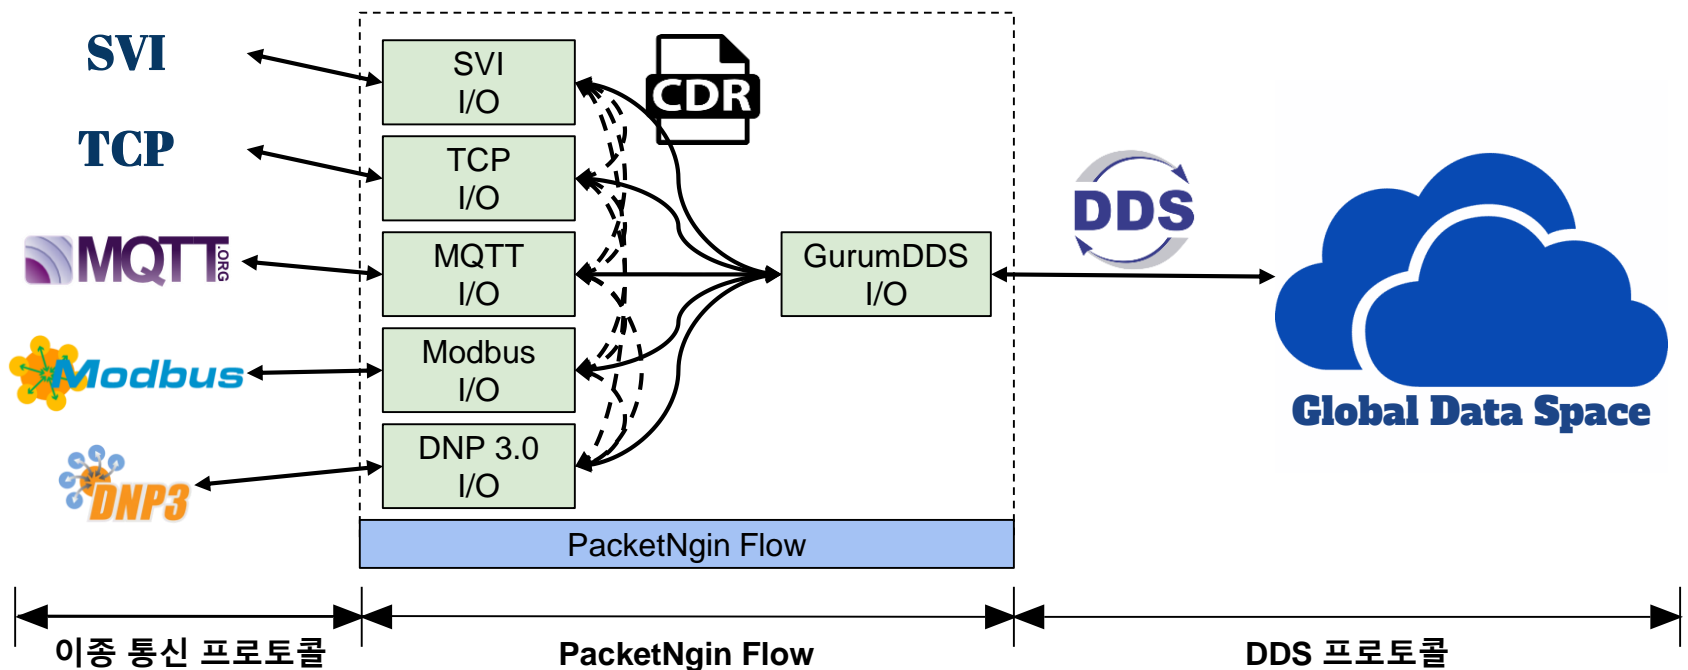 SVI
TCP
MQTT
.ORG
Modbus
DNP3
SVI
I/O
TCP
I/O
MQTT
I/O
Modbus
I/O
DNP 3.0
I/O
CDR
GurumDDS
I/O
PacketNgin Flow
DDS
Global Data Space
이종 통신 프로토콜
PacketNgin Flow
DDS 프로토콜